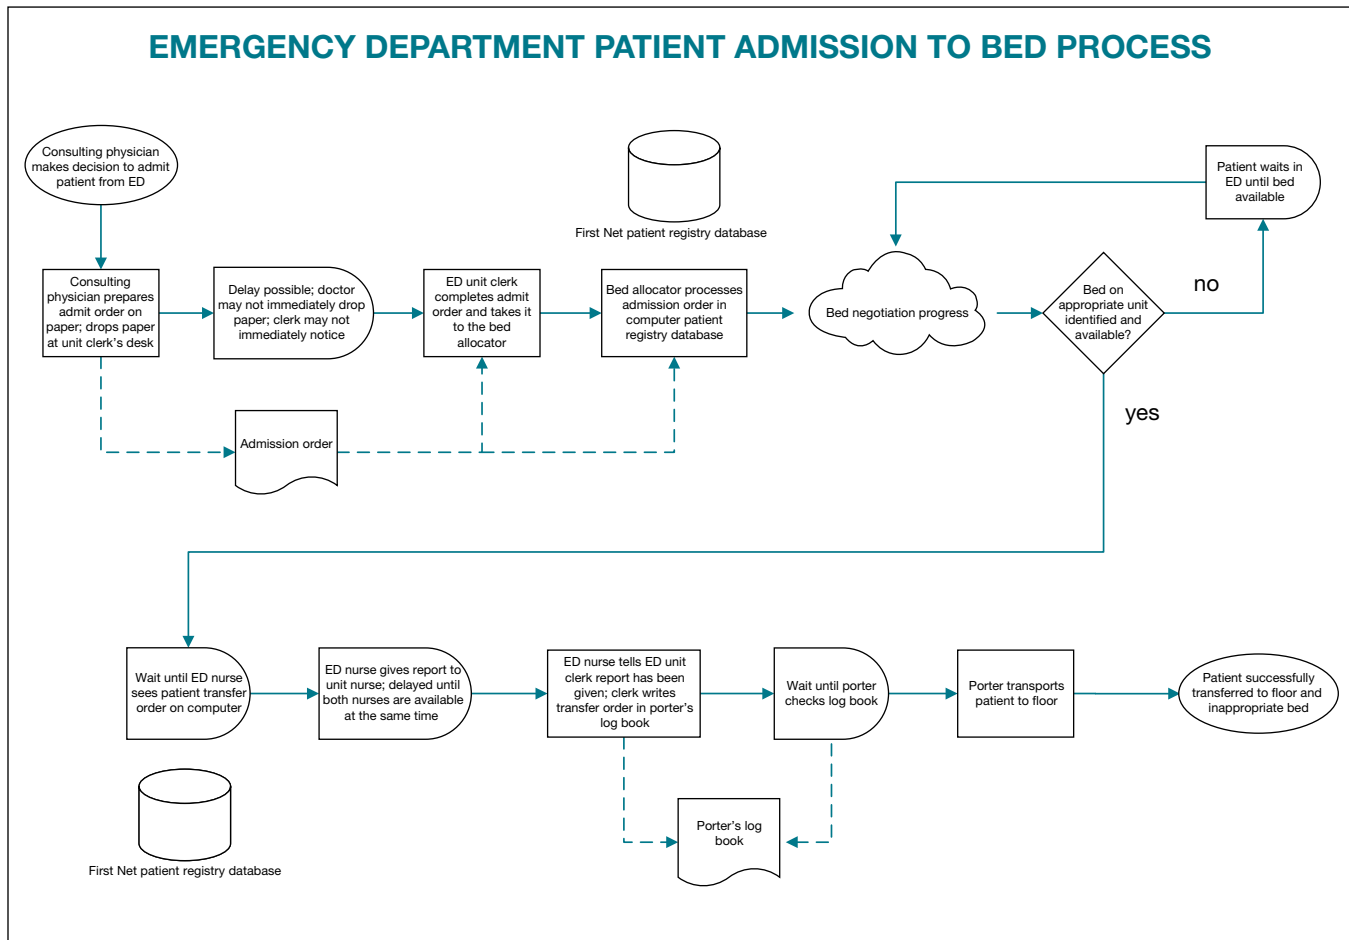 EMERGENCY DEPARTMENT PATIENT ADMISSION TO BED PROCESS
Consulting physician
makes decision to admit
patient from ED
First Net patient registry database
Patient waits in
ED until bed
available
Consulting
physician prepares
admit order on
paper; drops paper
at unit clerk's desk
Delay possible; doctor
may not immediately drop
paper; clerk may not
immediately notice
ED unit clerk
completes admit
order and takes it
to the bed
allocator
Bed allocator processes
admission order in
computer patient
registry database
Bed negotiation progress
Bed on
appropriate unit
identified and
available?
no
yes
Admission order
Wait until ED nurse
sees patient transfer
order on computer
ED nurse gives report to
unit nurse; delayed until
both nurses are available
at the same time
ED nurse tells ED unit
clerk report has been
given; clerk writes
transfer order in porter's
log book
Wait until porter
checks log book
Porter transports
patient to floor
Patient successfully
transferred to floor and
inappropriate bed
First Net patient registry database
Porter's log
book